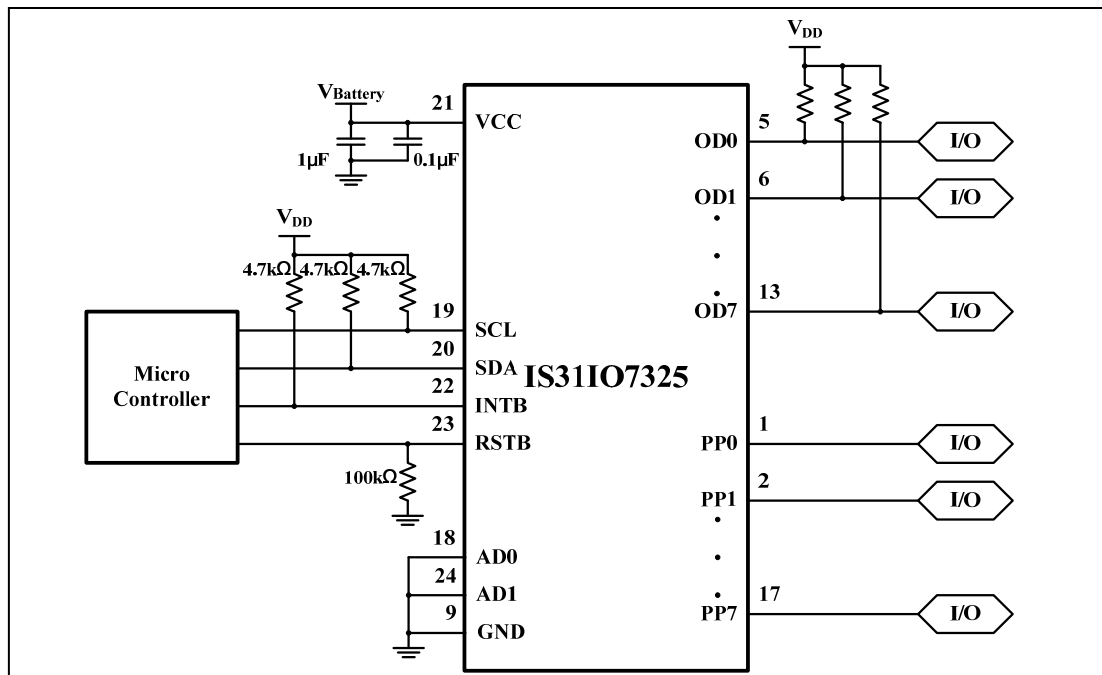 VDD
VBattery
21
VCC
1μF
0.1μF
5
OD0
I/O
6
OD1
I/O
VDD
4.7kΩ
4.7kΩ
4.7kΩ
13
OD7
I/O
19
SCL
20
SDA
IS31IO7325
Micro
Controller
22
INTB
23
RSTB
1
PP0
I/O
100kΩ
2
PP1
I/O
18
AD0
24
AD1
17
PP7
I/O
9
GND